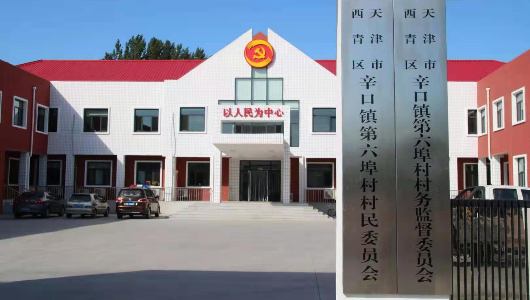 以人民为中心
天津市
西青区
辛口镇第六埠村村务监督委员会
天津市
西青区
辛口镇第六埠村村民委员会